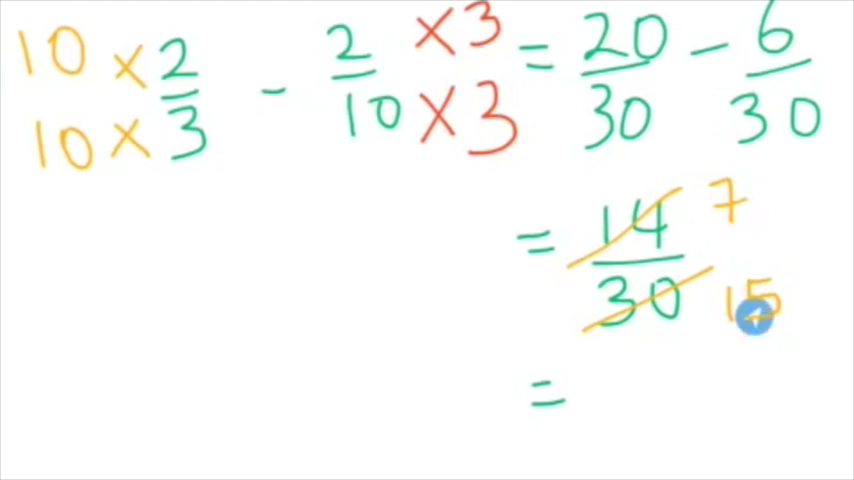 10 × 2/3 - 2/10 × 3 = 20/30 - 6/30
10 × × 3
= 14/30 7
15
=